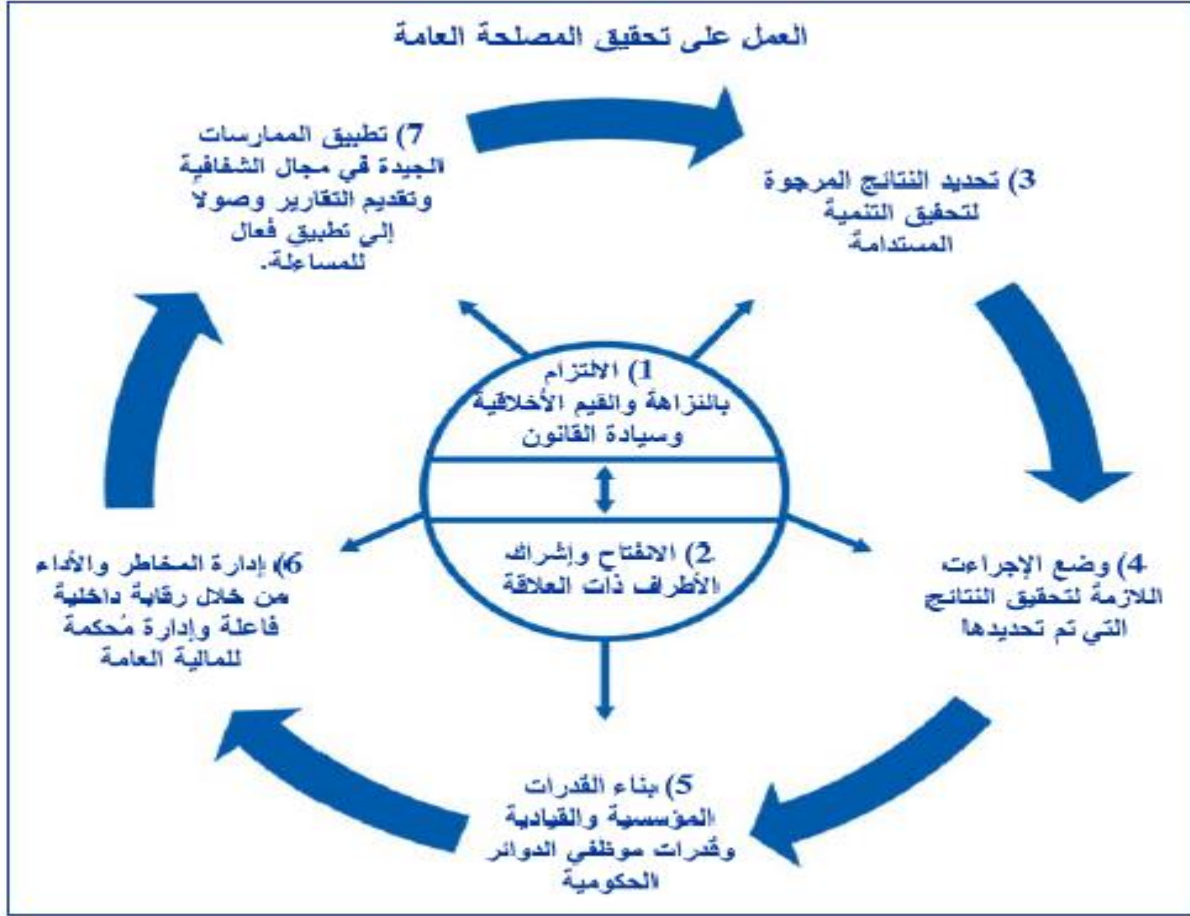 العمل على تحقيق المصلحة العامة
1) الالتزام
بالنزاهة والقيم الأخلاقية
وسيادة القانون
2) الانفتاح وإشراك
الأطراف ذات العلاقة
3) تحديد النتائج المرجوة
لتحقيق التنمية
المستدامة
4) وضع الإجراءت
اللازمة لتحقيق النتائج
التي تم تحديدها
5) بناء القدرات
المؤسسية والقيادية
وقدرات موظفي الدوائر
الحكومية
6) إدارة المخاطر والأداء
من خلال رقابة داخلية
فاعلة وإدارة مُحكمة
للمالية العامة
7) تطبيق الممارسات
الجيدة في مجال الشفافية
وتقديم التقارير وصولاً
إلى تطبيق فعال
للمساءلة.